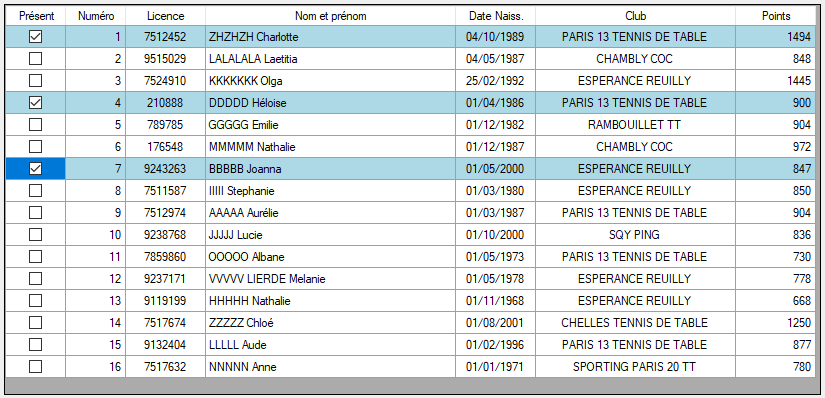 Présent Numéro Licence Nom et prénom Date Naiss. Club Points
1 7512452 ZHZHZH Charlotte 04/10/1989 PARIS 13 TENNIS DE TABLE 1494
2 9515029 LALALALA Laetitia 04/05/1987 CHAMBLY COC 848
3 7524910 KKKKKKK Olga 25/02/1992 ESPERANCE REUILLY 1445
4 210888 DDDDD Héloise 01/04/1986 PARIS 13 TENNIS DE TABLE 900
5 789785 GGGGG Emilie 01/12/1982 RAMBOUILLET TT 904
6 176548 MMMMM Nathalie 01/12/1987 CHAMBLY COC 972
7 9243263 BBBBB Joanna 01/05/2000 ESPERANCE REUILLY 847
8 7511587 IIIII Stephanie 01/03/1980 ESPERANCE REUILLY 850
9 7512974 AAAAA Aurélie 01/03/1987 PARIS 13 TENNIS DE TABLE 904
10 9238768 JJJJJ Lucie 01/10/2000 SQY PING 836
11 7859860 OOOOO Albane 01/05/1973 PARIS 13 TENNIS DE TABLE 730
12 9237171 VVVVV LIERDE Melanie 01/05/1978 ESPERANCE REUILLY 778
13 9119199 HHHHH Nathalie 01/11/1968 ESPERANCE REUILLY 668
14 7517674 ZZZZZ Chloé 01/08/2001 CHELLES TENNIS DE TABLE 1250
15 9132404 LLLLL Aude 01/02/1996 PARIS 13 TENNIS DE TABLE 877
16 7517632 NNNNN Anne 01/01/1971 SPORTING PARIS 20 TT 780